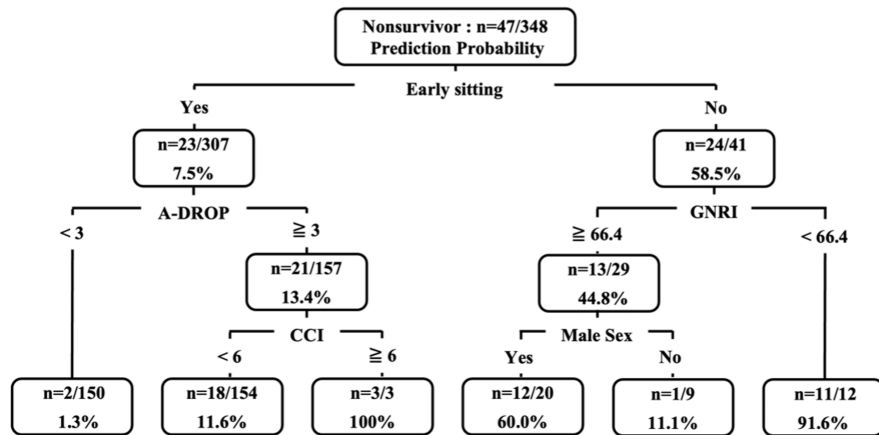 Nonsurvivor : n=47/348
Prediction Probability
Early sitting
Yes
No
n=23/307
7.5%
n=24/41
58.5%
A-DROP
GNRI
< 3
≧ 3
≧ 66.4
< 66.4
n=21/157
13.4%
n=13/29
44.8%
CCI
Male Sex
< 6
≧ 6
Yes
No
n=2/150
1.3%
n=18/154
11.6%
n=3/3
100%
n=12/20
60.0%
n=1/9
11.1%
n=11/12
91.6%